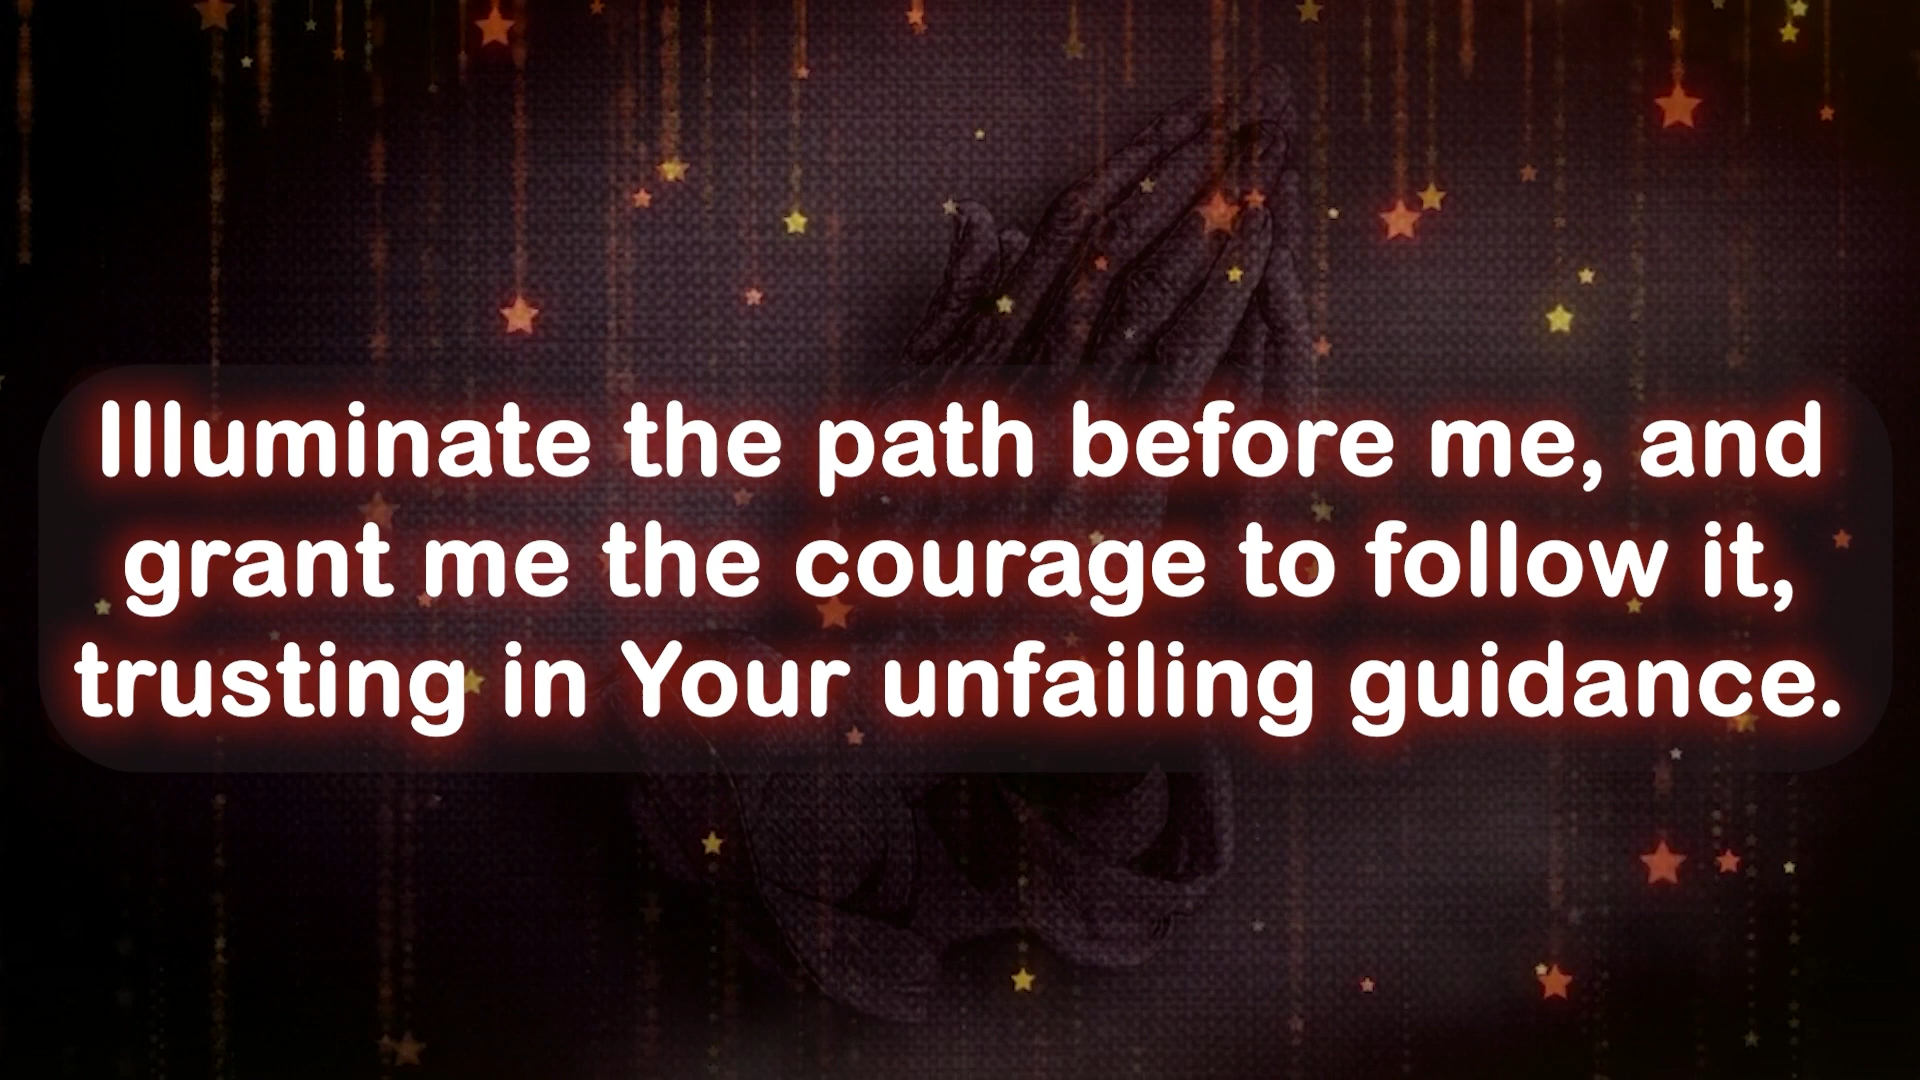 Illuminate the path before me, and
grant me the courage to follow it,
trusting in Your unfailing guidance.